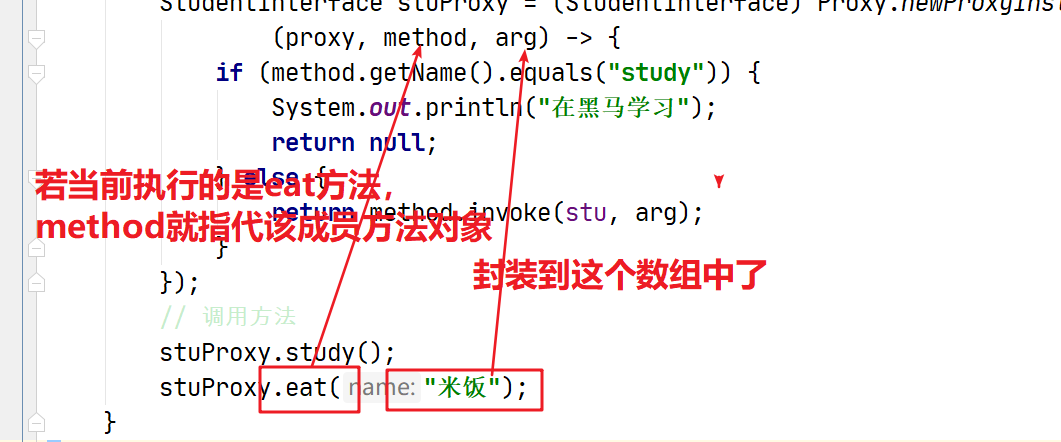 StudentInterface stuProxy = (StudentInterface) Proxy.newProxyInst
(proxy, method, arg) -> {
if (method.getName().equals("study")) {
System.out.println("在黑马学习");
return null;
} else {
若当前执行的是eat方法，
return method.invoke(stu, arg);
method就指代该成员方法对象
}
封装到这个数组中了
});
// 调用方法
stuProxy.study();
stuProxy.eat( name: "米饭");
}